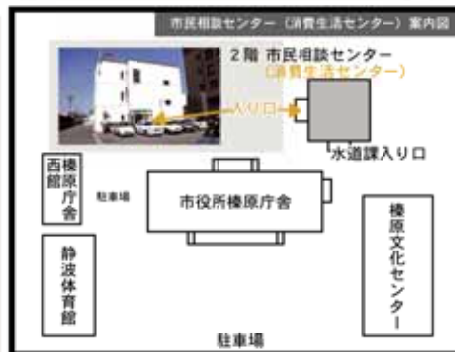 市民相談センター（消費生活センター）案内図
2階 市民相談センター
（消費生活センター）
入り口
水道課入り口
榛原庁舎
西館
駐車場
市役所榛原庁舎
榛原文化センター
静波体育館
駐車場